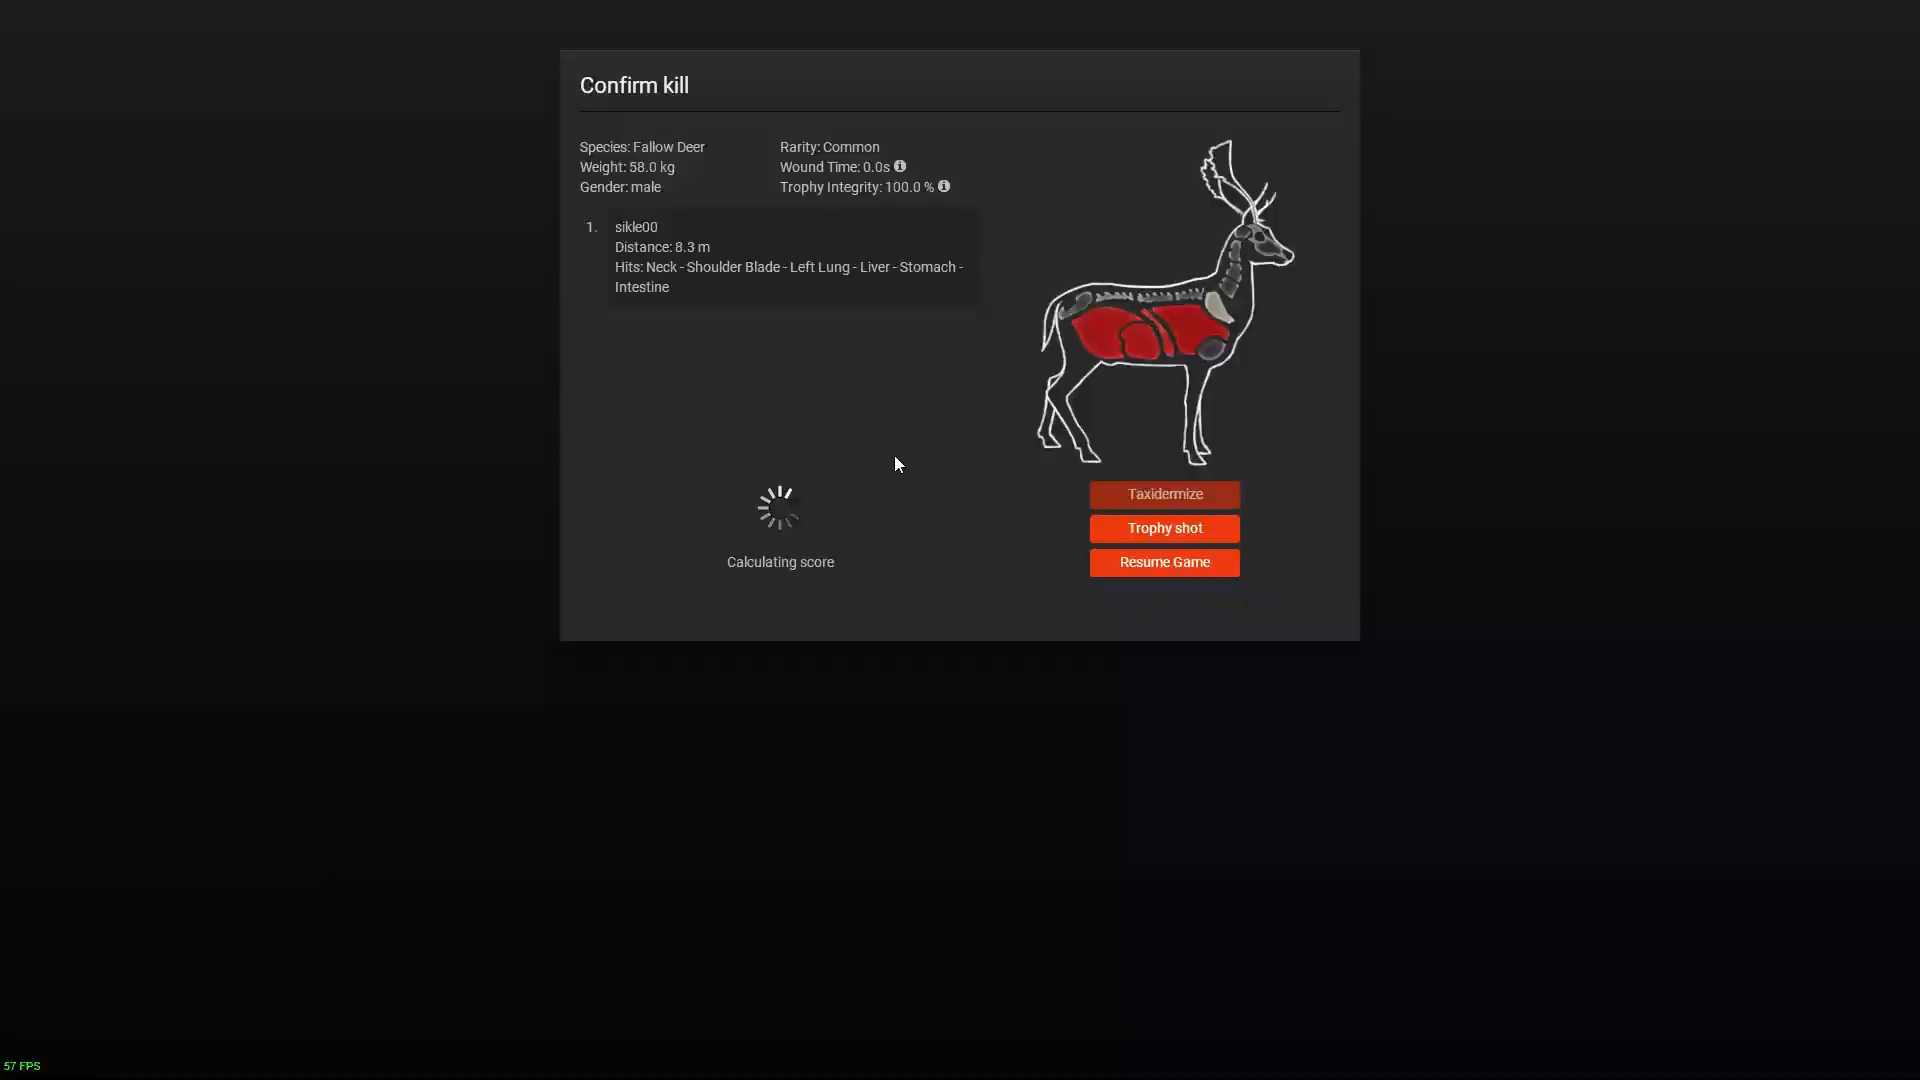 Confirm kill
Species: Fallow Deer
Rarity: Common
Weight: 58.0 kg
Wound Time: 0.0s
Gender: male
Trophy Integrity: 100.0 %
1. sikle00
Distance: 8.3 m
Hits: Neck - Shoulder Blade - Left Lung - Liver - Stomach -
Intestine
Taxidermize
Trophy shot
Calculating score
Resume Game
57 FPS